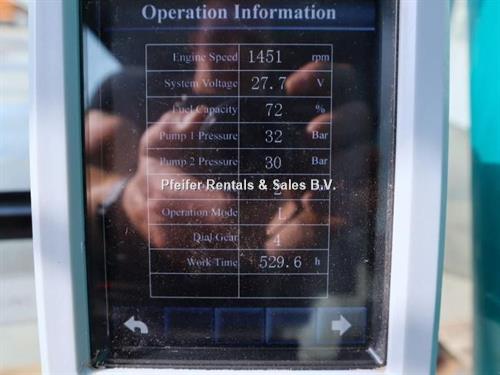 Operation Information
Engine Speed 1451 rpm
System Voltage 27.7 V
Fuel Capacity 72 %
Pump 1 Pressure 32 Bar
Pump 2 Pressure 30 Bar
Pfeifer Rentals & Sales B.V.
Operation Mode L
Dial Gear 4
Work Time 529.6 h